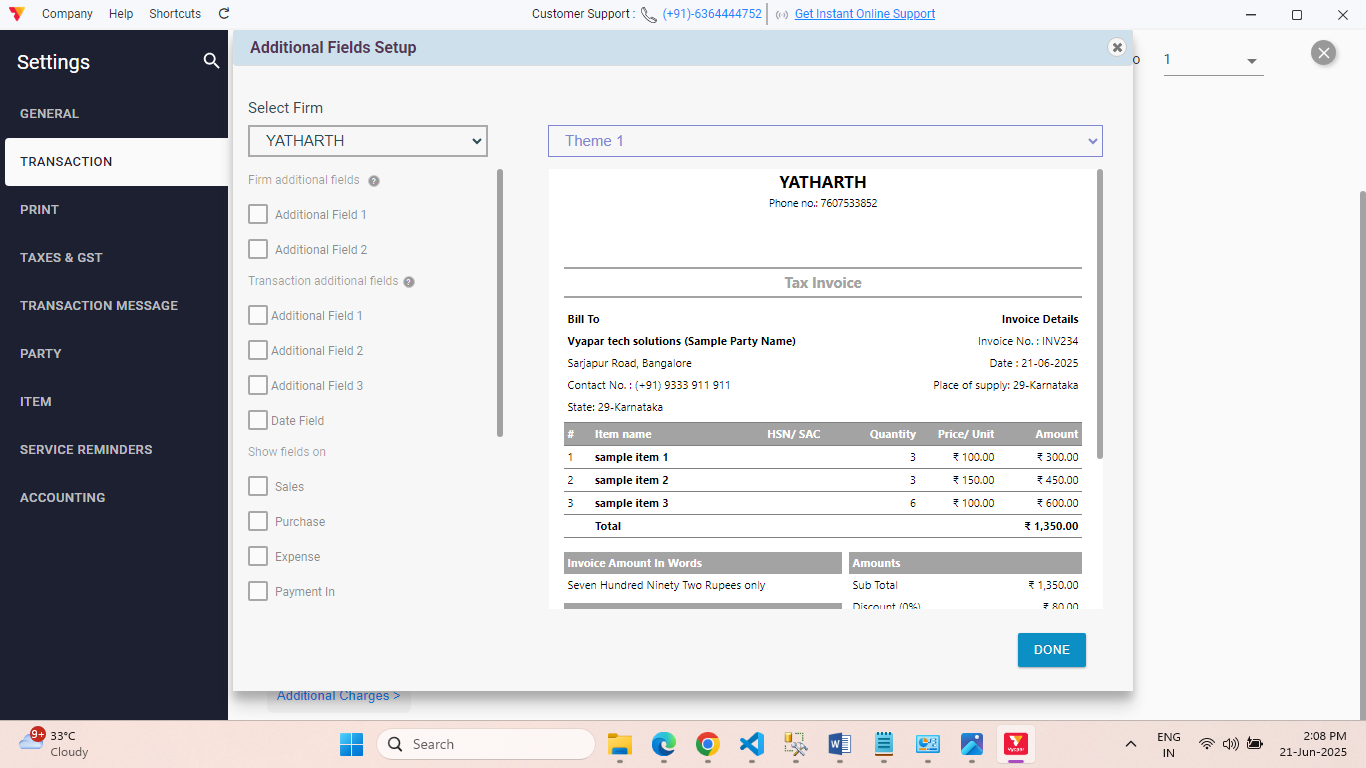 Company Help Shortcuts
Customer Support : (+91)-6364444752 Get Instant Online Support
Settings
GENERAL
TRANSACTION
PRINT
TAXES & GST
TRANSACTION MESSAGE
PARTY
ITEM
SERVICE REMINDERS
ACCOUNTING
Additional Fields Setup
o 1
Select Firm
YATHARTH
Firm additional fields ?
Additional Field 1
Additional Field 2
Transaction additional fields ?
Additional Field 1
Additional Field 2
Additional Field 3
Date Field
Show fields on
Sales
Purchase
Expense
Payment In
Theme 1
YATHARTH
Phone no.: 7607533852
Tax Invoice
Bill To
Vyapar tech solutions (Sample Party Name)
Sarjapur Road, Bangalore
Contact No. : (+91) 9333 911 911
State: 29-Karnataka
Invoice Details
Invoice No. : INV234
Date : 21-06-2025
Place of supply: 29-Karnataka
# Item name HSN/ SAC Quantity Price/ Unit Amount
1 sample item 1 3 ₹ 100.00 ₹ 300.00
2 sample item 2 3 ₹ 150.00 ₹ 450.00
3 sample item 3 6 ₹ 100.00 ₹ 600.00
Total ₹ 1,350.00
Invoice Amount In Words
Seven Hundred Ninety Two Rupees only
Amounts
Sub Total ₹ 1,350.00
Discount (0%) ₹ 80.00
DONE
Additional Charges >
9+
33°C
Cloudy
Search
Vyapar
ENG
IN
2:08 PM
21-Jun-2025